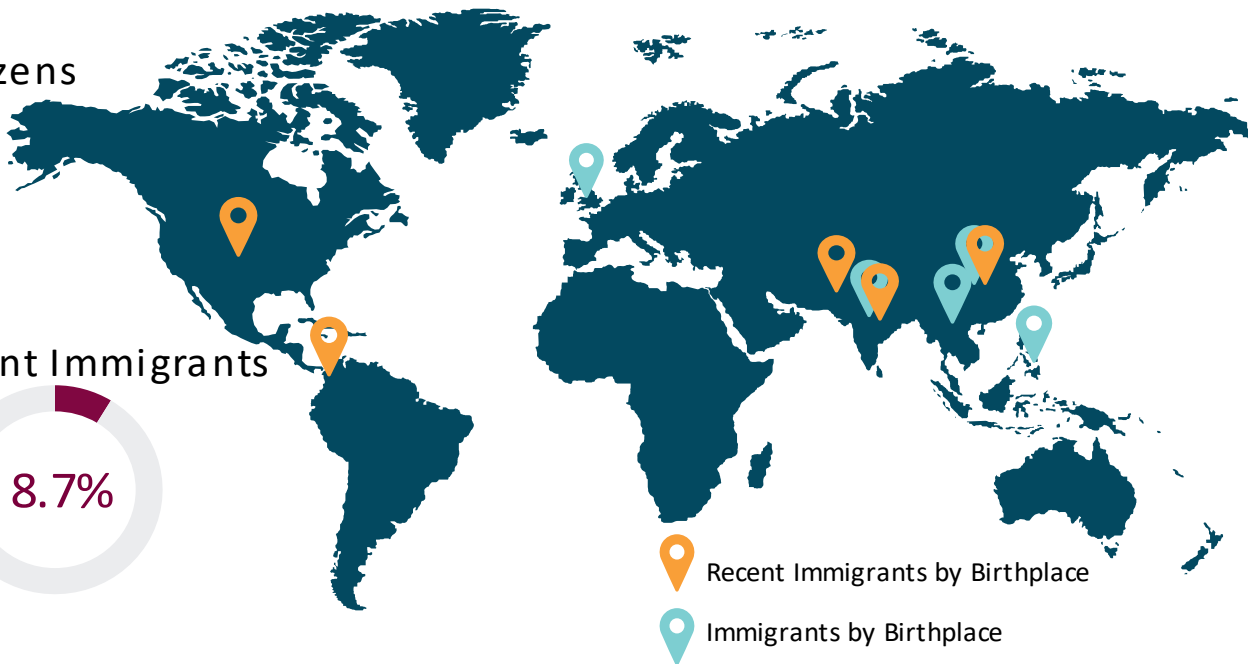 zens
nt Immigrants
8.7%
Recent Immigrants by Birthplace
Immigrants by Birthplace